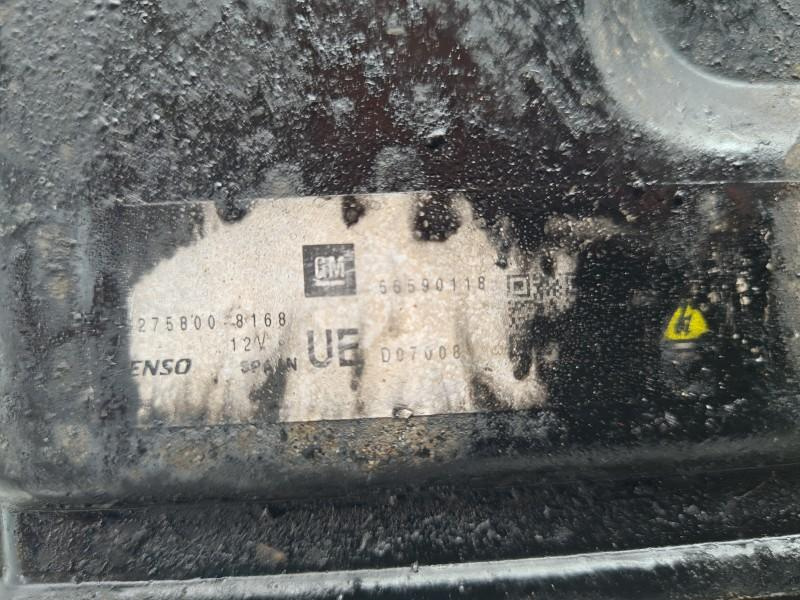 GM
56590118
275800-8168
12V
UE
D07008
ENSO
SPAIN